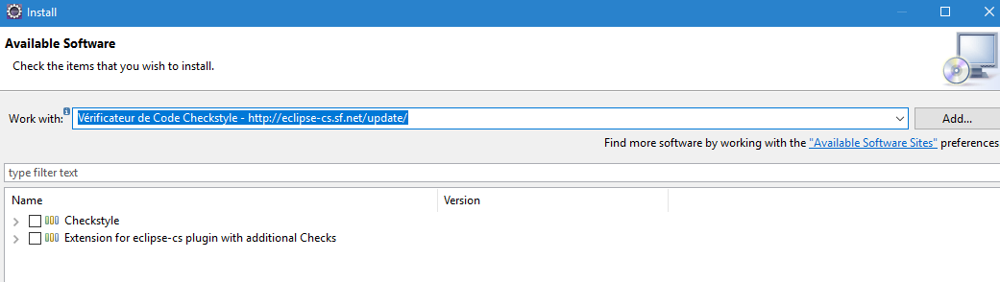 Install
Available Software
Check the items that you wish to install.
Work with: Vérificateur de Code Checkstyle - http://eclipse-cs.sf.net/update/ Add...
Find more software by working with the "Available Software Sites" preferences
type filter text
Name Version
Checkstyle
Extension for eclipse-cs plugin with additional Checks